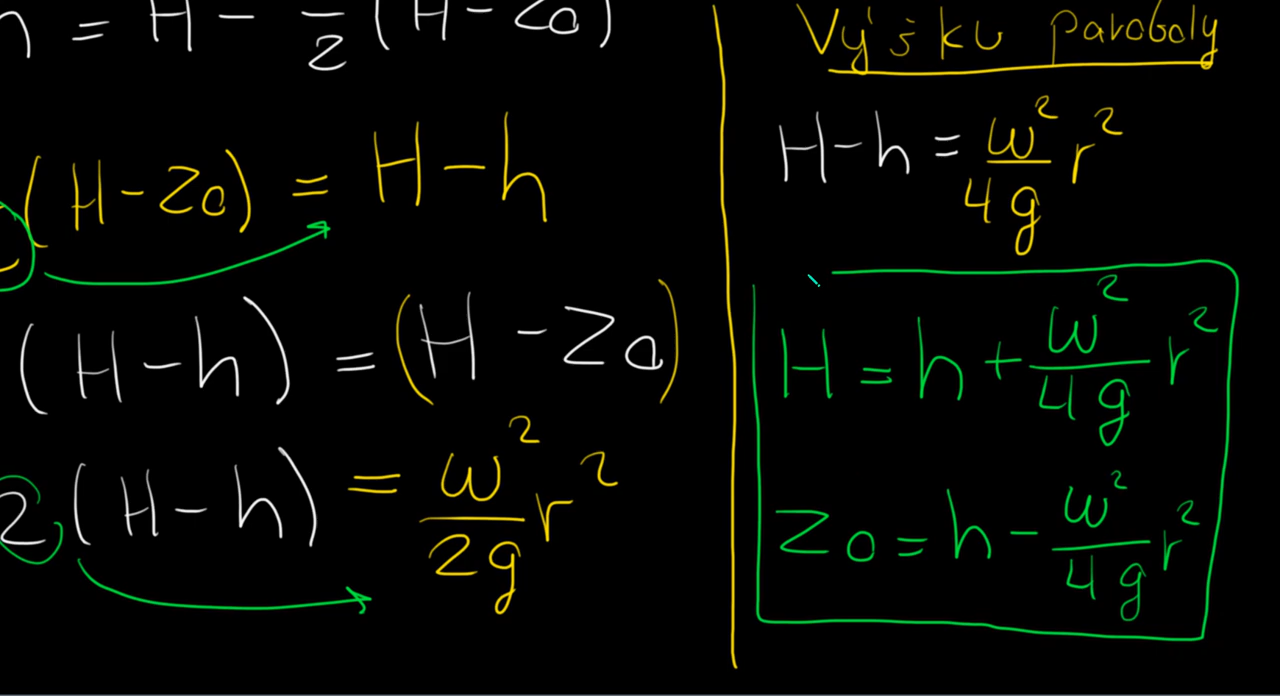 h = H - 1/2 (H - Zo)
(H - Zo) = H - h
(H - h) = (H - Zo)
2 (H - h) = ω²/2g r²
Výšku paraboly
H - h = ω²/4g r²
H = h + ω²/4g r²
Zo = h - ω²/4g r²